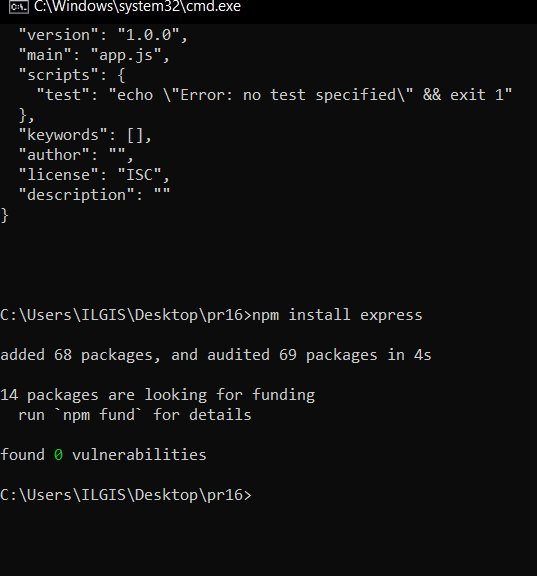 C:\Windows\system32\cmd.exe
"version": "1.0.0",
"main": "app.js",
"scripts": {
"test": "echo \"Error: no test specified\" && exit 1"
},
"keywords": [],
"author": "",
"license": "ISC",
"description": ""
}
C:\Users\ILGIS\Desktop\pr16>npm install express
added 68 packages, and audited 69 packages in 4s
14 packages are looking for funding
run `npm fund` for details
found 0 vulnerabilities
C:\Users\ILGIS\Desktop\pr16>